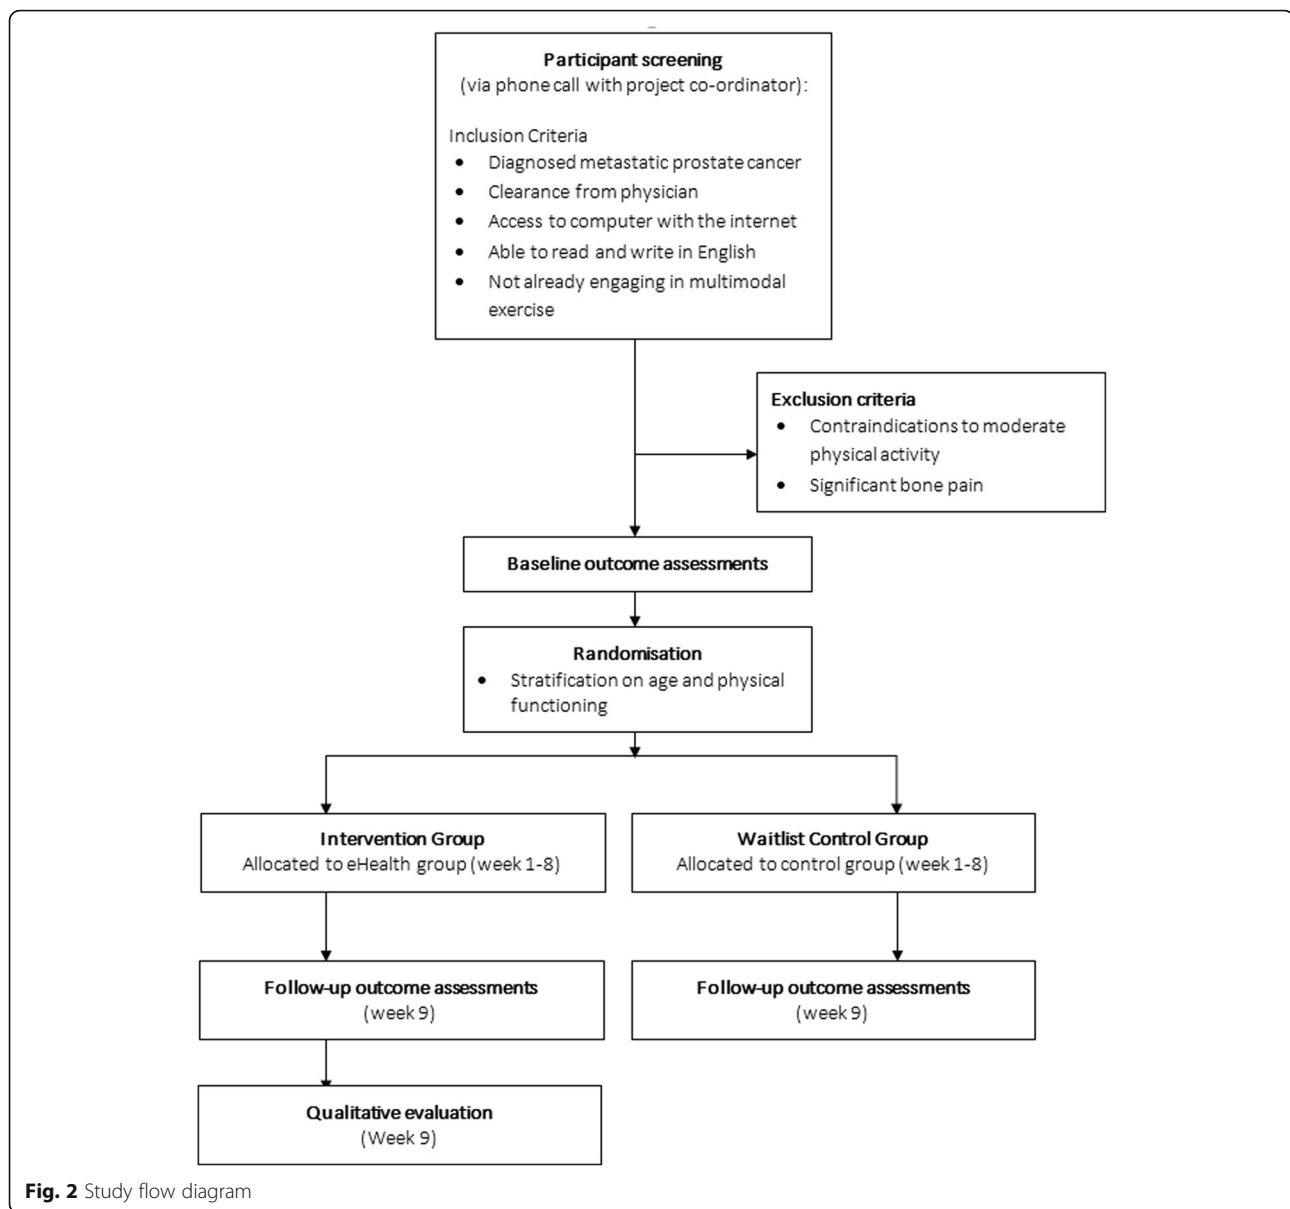 Participant screening
(via phone call with project co-ordinator):
Inclusion Criteria
• Diagnosed metastatic prostate cancer
• Clearance from physician
• Access to computer with the internet
• Able to read and write in English
• Not already engaging in multimodal
exercise
Exclusion criteria
• Contraindications to moderate
physical activity
• Significant bone pain
Baseline outcome assessments
Randomisation
• Stratification on age and physical
functioning
Intervention Group
Allocated to eHealth group (week 1-8)
Waitlist Control Group
Allocated to control group (week 1-8)
Follow-up outcome assessments
(week 9)
Follow-up outcome assessments
(week 9)
Qualitative evaluation
(Week 9)
Fig. 2 Study flow diagram